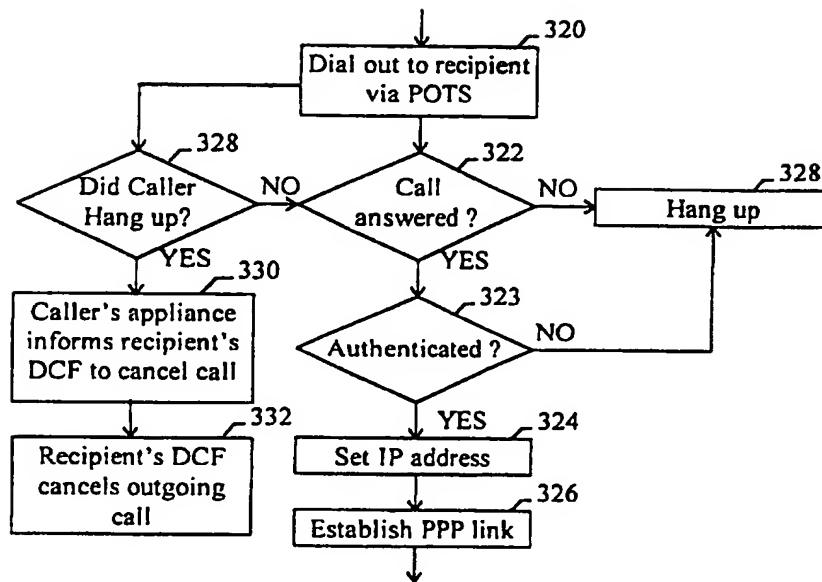 320
Dial out to recipient
via POTS
328
Did Caller
Hang up?
NO
322
Call
answered ?
NO
328
Hang up
YES
YES
330
Caller's appliance
informs recipient's
DCF to cancel call
323
Authenticated ?
NO
332
Recipient's DCF
cancels outgoing
call
YES
324
Set IP address
326
Establish PPP link